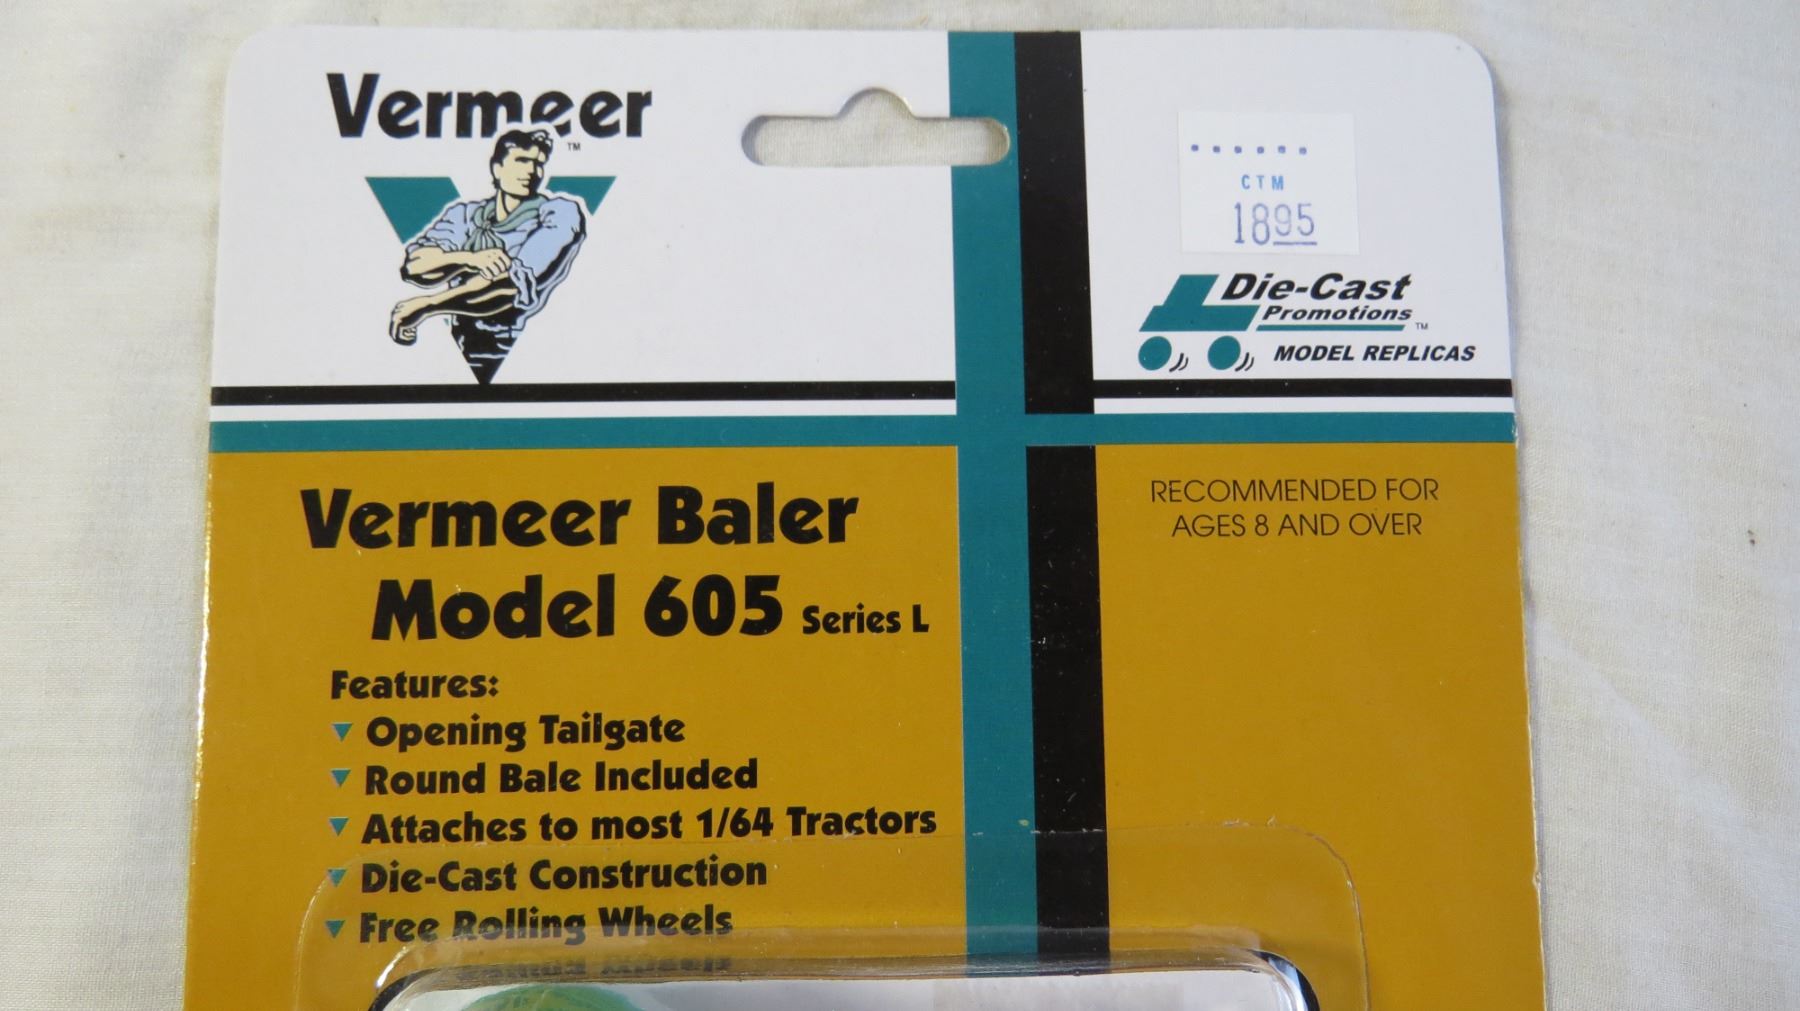 Vermeer
TM
CTM
1895
Die-Cast
Promotions
TM
MODEL REPLICAS
Vermeer Baler
Model 605 Series L
Features:
Opening Tailgate
Round Bale Included
Attaches to most 1/64 Tractors
Die-Cast Construction
Free Rolling Wheels
RECOMMENDED FOR
AGES 8 AND OVER